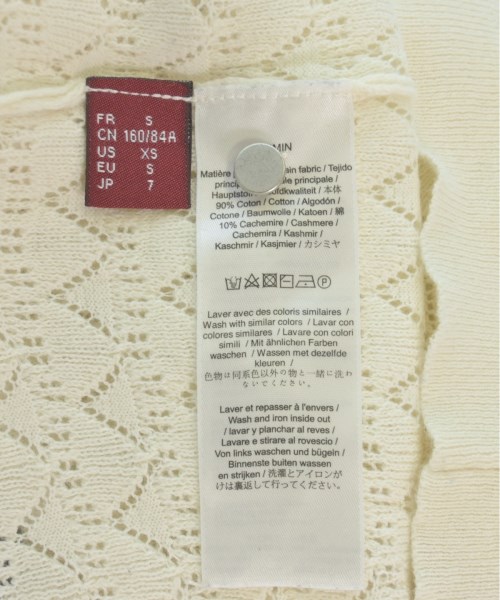 FR S
CN 160/84A
US XS
EU S
JP 7
MIN
Matière in fabric / Tejido
princip le principale /
Hauptsto ffdkwaliteit / 本体
90% Coton / Cotton / Algodón /
Cotone / Baumwolle / Katoen / 綿
10% Cachemire / Cashmere /
Cachemira / Kashmir /
Kaschmir / Kasjmier / カシミヤ
Laver avec des coloris similaires /
Wash with similar colors / Lavar con
colores similares / Lavare con colori
simili / Mit ähnlichen Farben
waschen / Wassen met dezelfde
kleuren /
色物は同系色以外の物と一緒に洗わ
ないでください。
Laver et repasser à l'envers /
Wash and iron inside out
/ lavar y planchar al reves /
Lavare e stirare al rovescio /
Von links waschen und bügeln /
Binnenste buiten wassen
en strijken / 洗濯とアイロンが
けは裏返して行ってください。